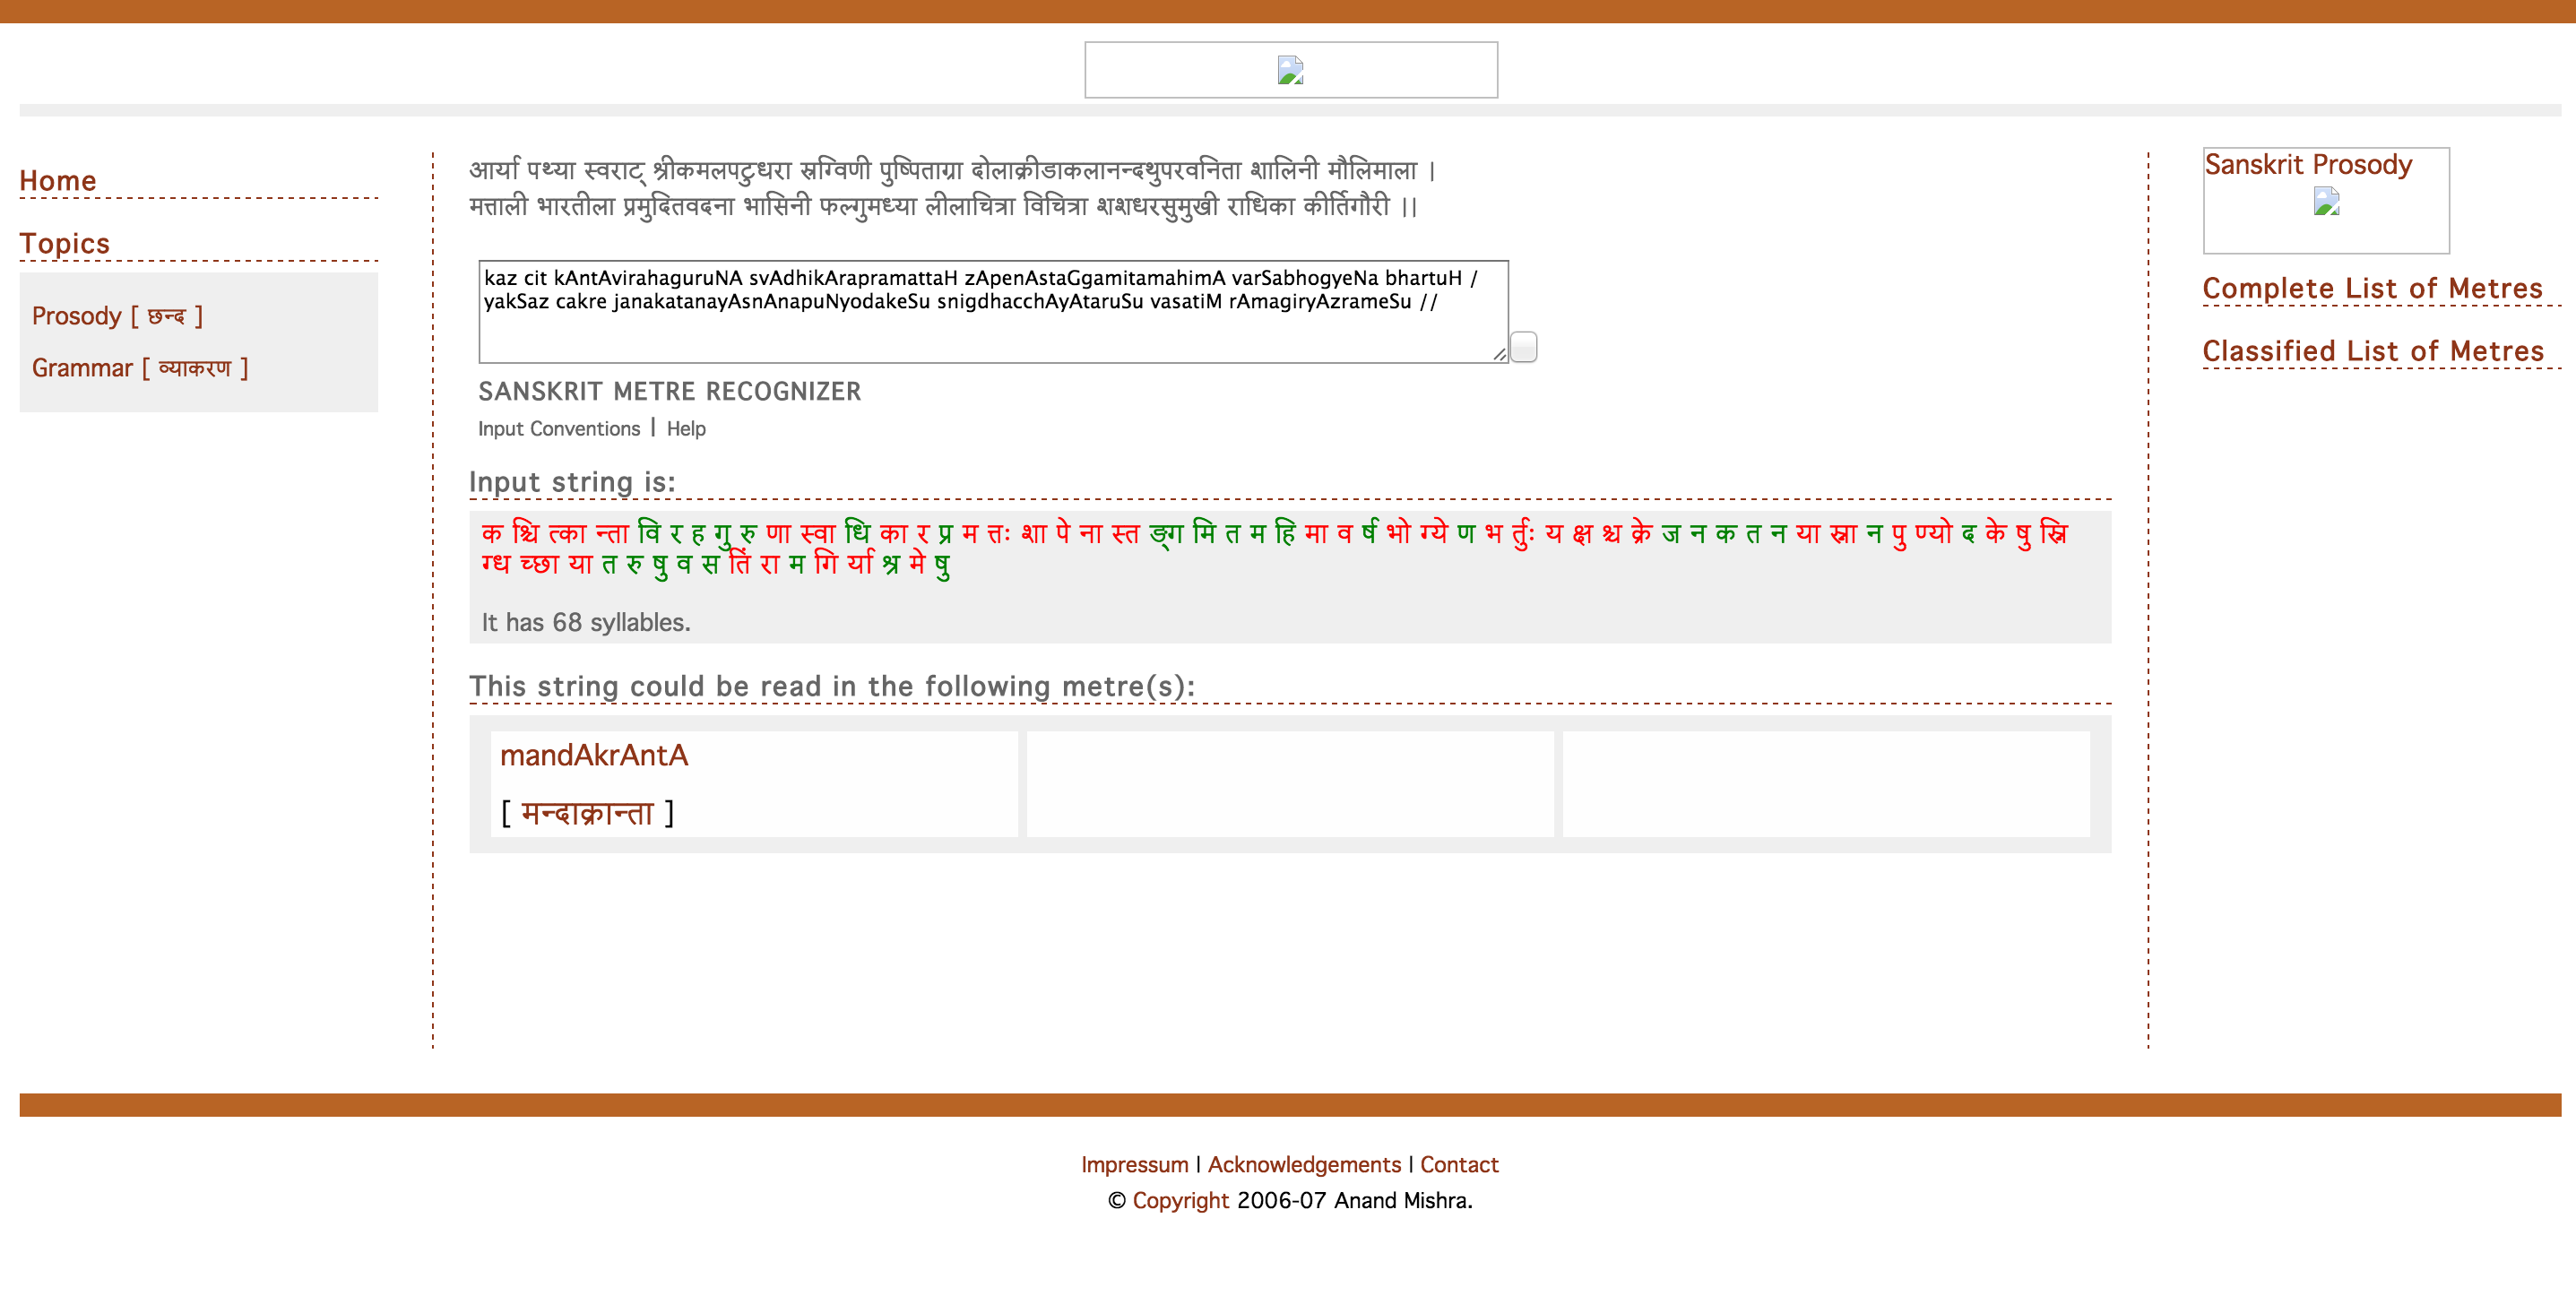 Home
Topics
Prosody [ छन्द ]
Grammar [ व्याकरण ]
आर्या पथ्या स्वराट् श्रीकमलपटुधरा स्रग्विणी पुष्पिताग्रा दोलाक्रीडाकलानन्दथुपरवनिता शालिनी मौलिमाला |
मत्ताली भारतीला प्रमुदितवदना भासिनी फल्गुमध्या लीलाचित्रा विचित्रा शशधरसुमुखी राधिका कीर्तिगौरी ||
kaz cit kAntAvirahaguruNA svAdhikArapramattaH zApenAstaGgamitamahimA varSabhogyeNa bhartuH /
yakSaz cakre janakatanayAsnAnapuNyodakeSu snigdhacchAyAtaruSu vasatiM rAmagiryAzrameSu //
SANSKRIT METRE RECOGNIZER
Input Conventions | Help
Input string is:
क श्चि त्का न्ता वि र ह गु रु णा स्वा धि का र प्र म त्तः शा पे ना स्त ङ्ग मि त म हि मा व र्ष भो ग्ये ण भ र्तुः य क्ष श्च क्रे ज न क त न या स्ना न पु ण्यो द के षु स्नि
ग्ध च्छा या त रु षु व स तिं रा म गि र्या श्र मे षु
It has 68 syllables.
This string could be read in the following metre(s):
mandAkrAntA
[ मन्दाक्रान्ता ]
Sanskrit Prosody
Complete List of Metres
Classified List of Metres
Impressum | Acknowledgements | Contact
© Copyright 2006-07 Anand Mishra.